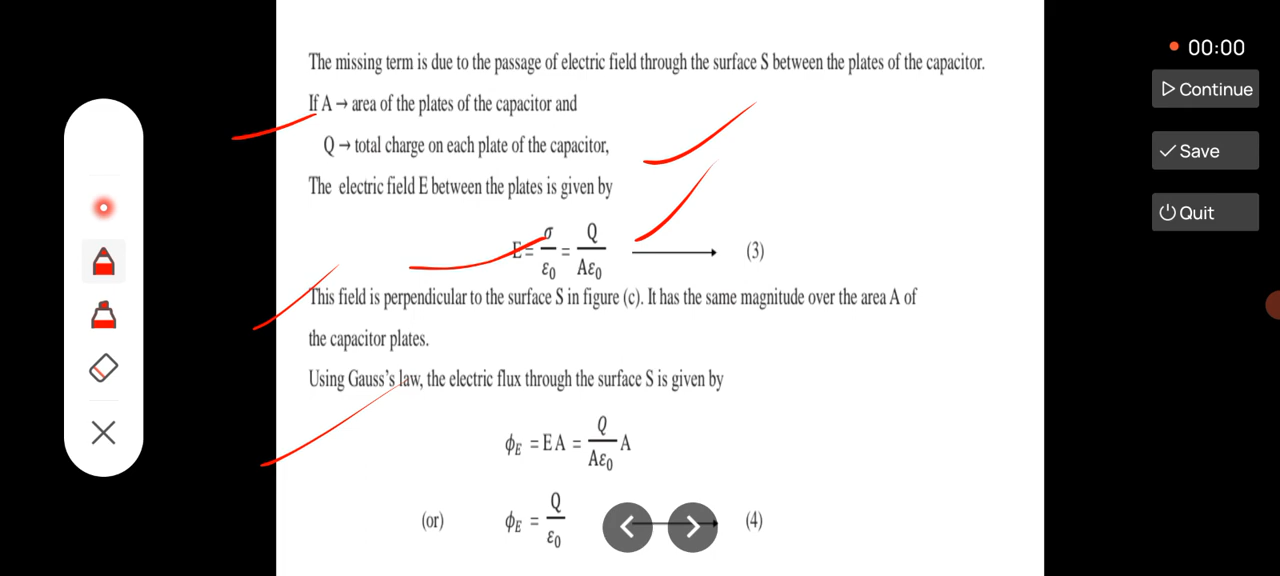 The missing term is due to the passage of electric field through the surface S between the plates of the capacitor.
If A → area of the plates of the capacitor and
Q → total charge on each plate of the capacitor,
The electric field E between the plates is given by
E = σ/ε₀ = Q/Aε₀ ⟶ (3)
This field is perpendicular to the surface S in figure (c). It has the same magnitude over the area A of
the capacitor plates.
Using Gauss's law, the electric flux through the surface S is given by
ϕ_E = E A = Q/Aε₀ A
(or) ϕ_E = Q/ε₀ ⟶ (4)
00:00
Continue
Save
Quit